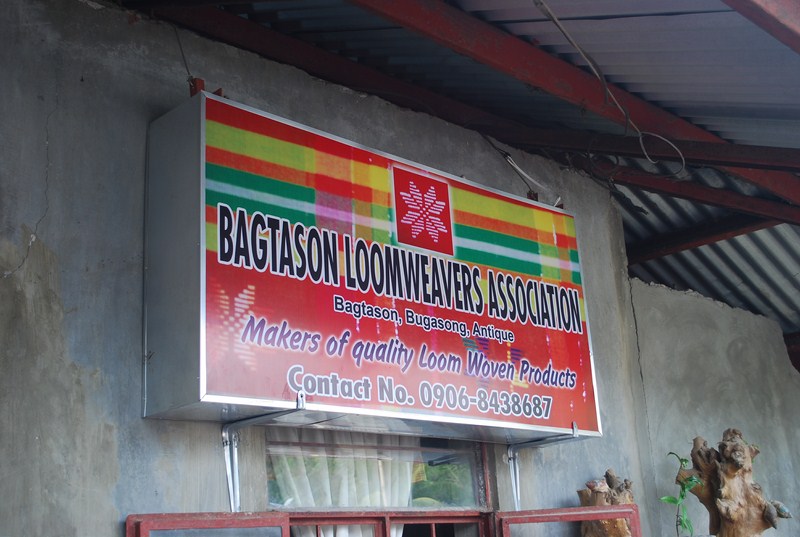 BAGTASON LOOMWEAVERS ASSOCIATION
Bagtason, Bugasong, Antique
Makers of quality Loom Woven Products
Contact No. 0906-8438687